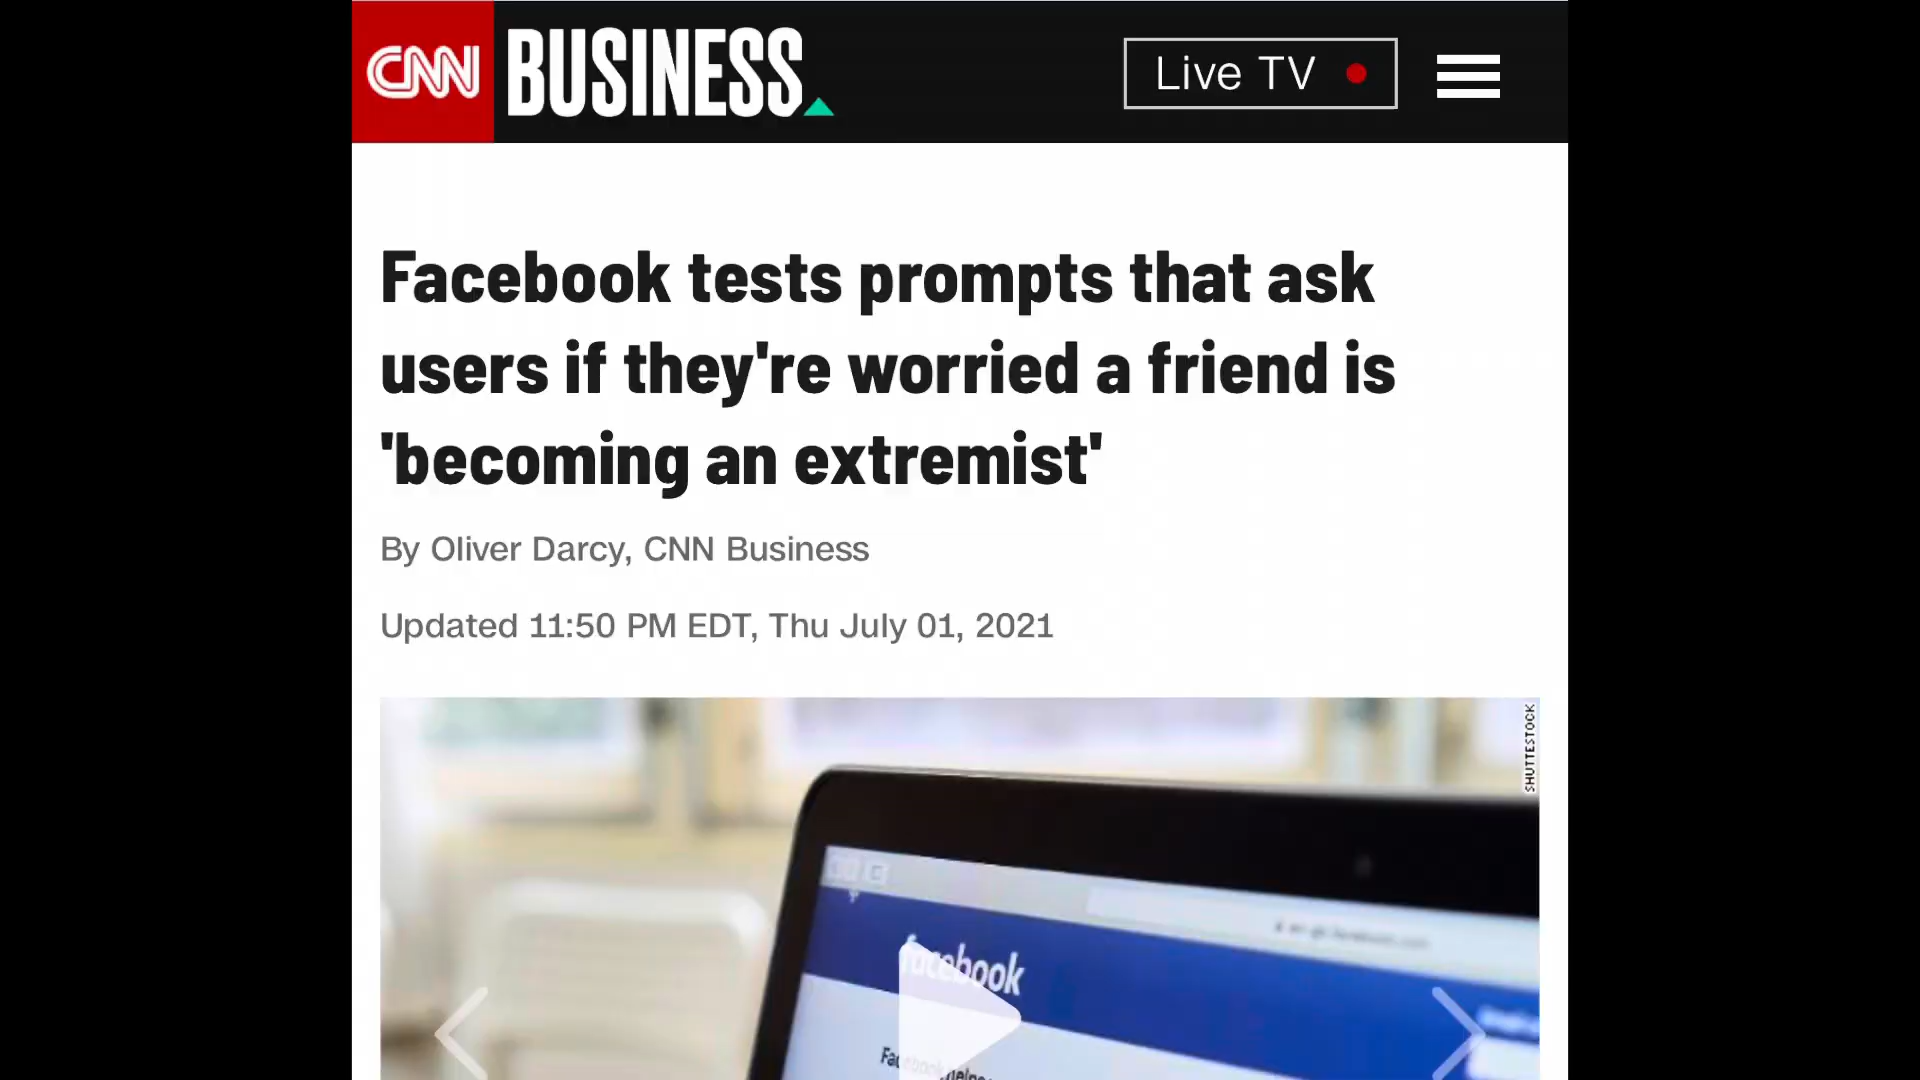 CNN BUSINESS
Live TV
Facebook tests prompts that ask
users if they're worried a friend is
'becoming an extremist'
By Oliver Darcy, CNN Business
Updated 11:50 PM EDT, Thu July 01, 2021
SHUTTESTOCK
facebook